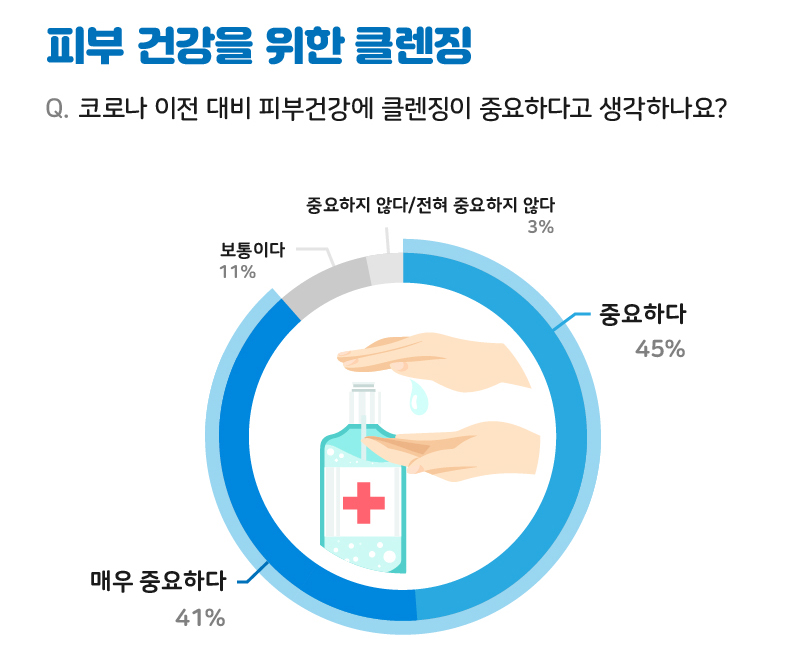 피부 건강을 위한 클렌징
Q. 코로나 이전 대비 피부건강에 클렌징이 중요하다고 생각하나요?
중요하지 않다/전혀 중요하지 않다
3%
보통이다
11%
중요하다
45%
매우 중요하다
41%